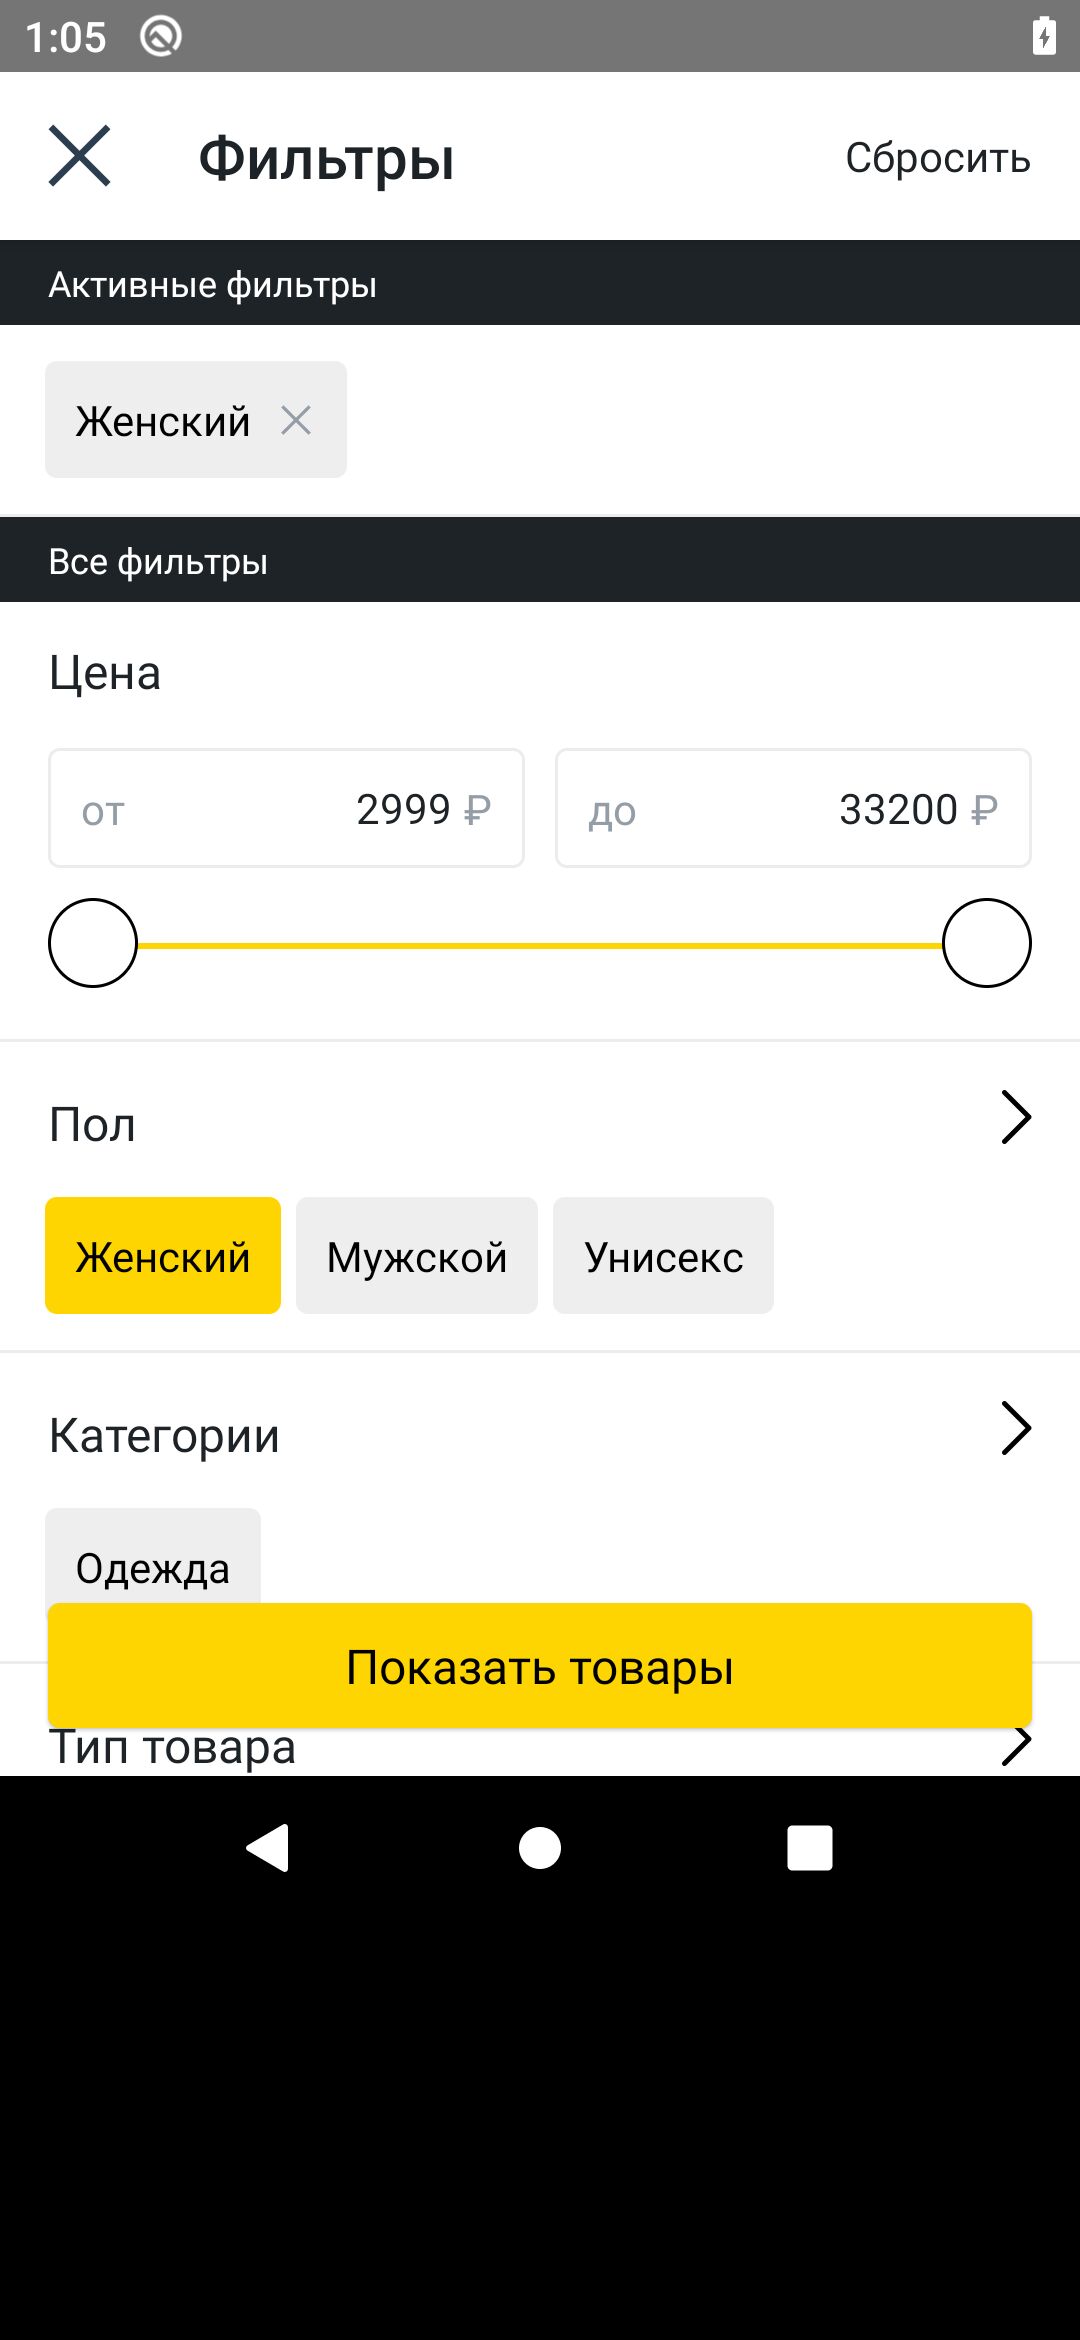 1:05
Фильтры
Сбросить
Активные фильтры
Женский
Все фильтры
Цена
от 2999 ₽ до 33200 ₽
Пол
Женский Мужской Унисекс
Категории
Одежда
Показать товары
Тип товара